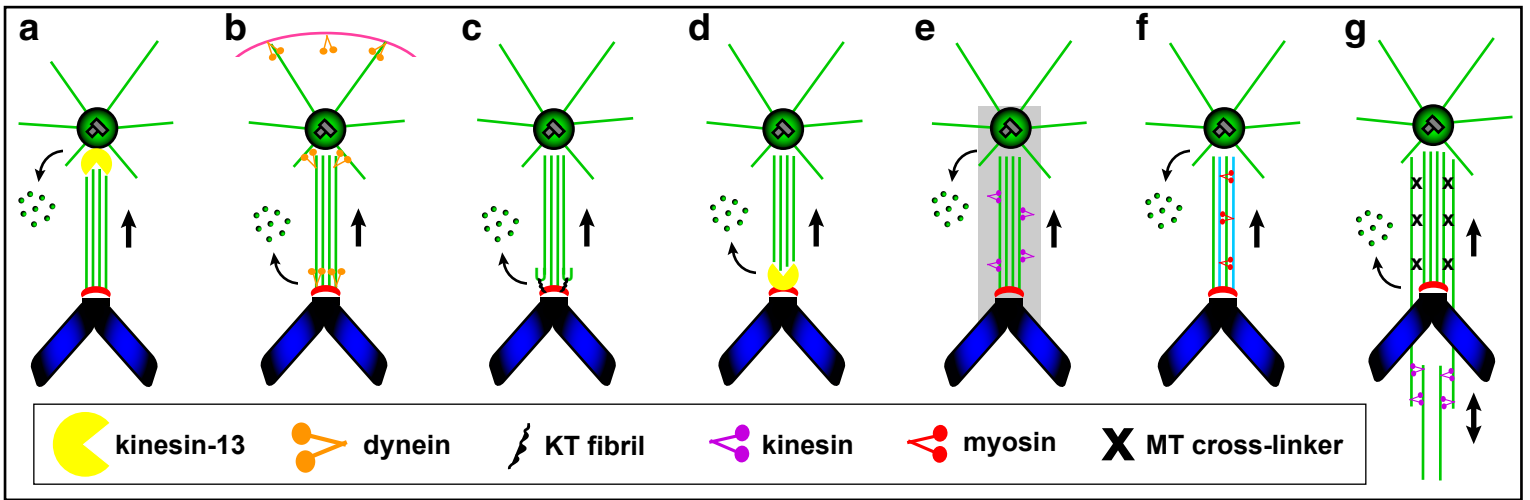 a b c d e f g
kinesin-13 dynein KT fibril kinesin myosin X MT cross-linker